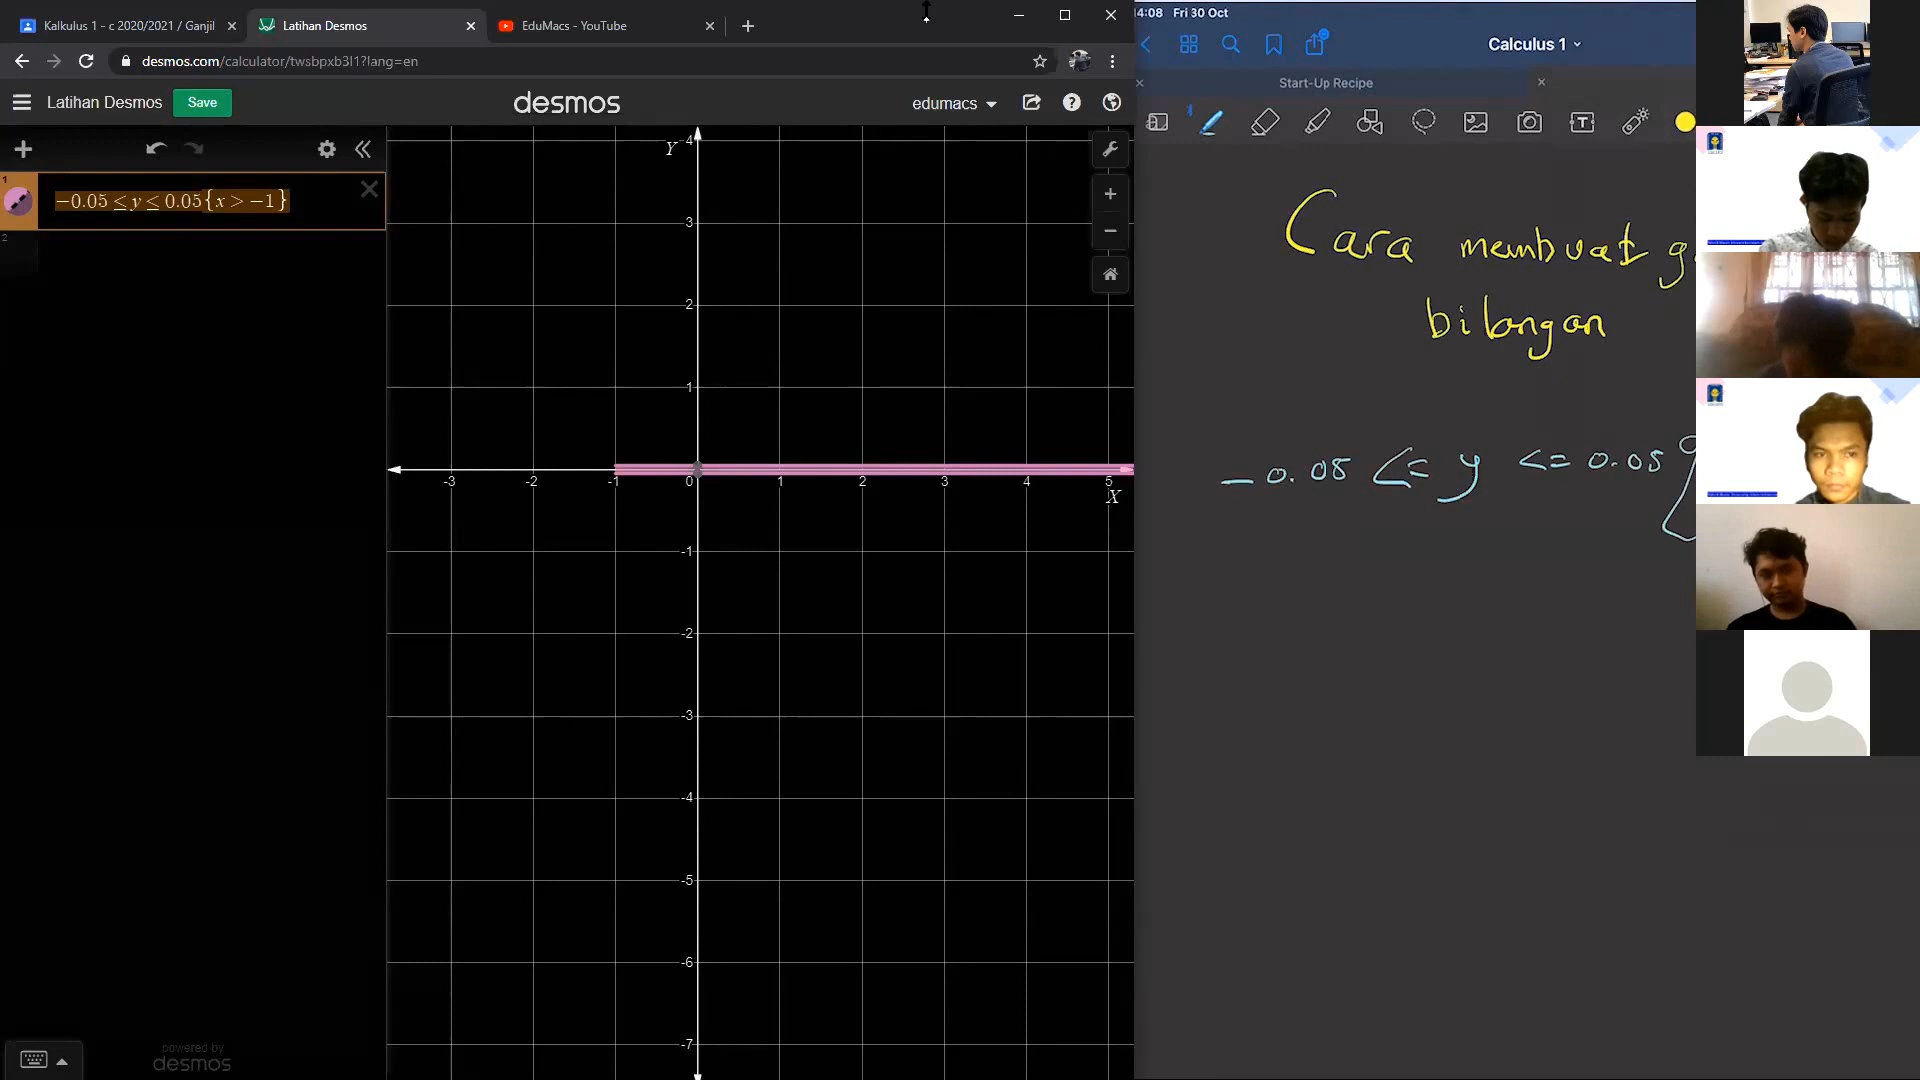 Kalkulus 1 - c 2020/2021 / Ganjil
Latihan Desmos
EduMacs - YouTube
desmos.com/calculator/twsbpxb3l1?lang=en
Latihan Desmos
Save
desmos
edumacs
1
−0.05 ≤ y ≤ 0.05 {x > −1}
2
Y
4
3
2
1
-3 -2 -1 0 1 2 3 4 5
X
-1
-2
-3
-4
-5
-6
-7
powered by
desmos
14:08 Fri 30 Oct
Calculus 1
Start-Up Recipe
Cara membuat g
bilangan
-0.05 <= y <= 0.05 {